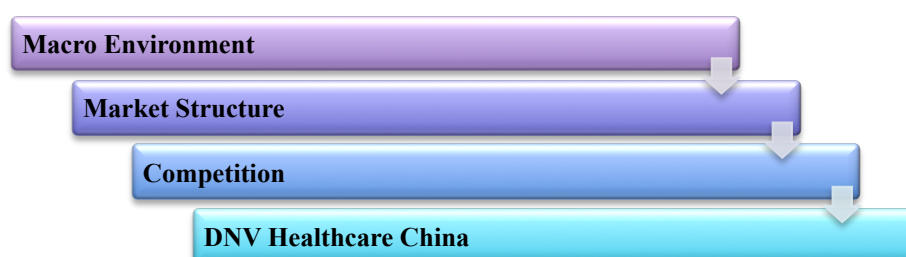 Macro Environment
Market Structure
Competition
DNV Healthcare China